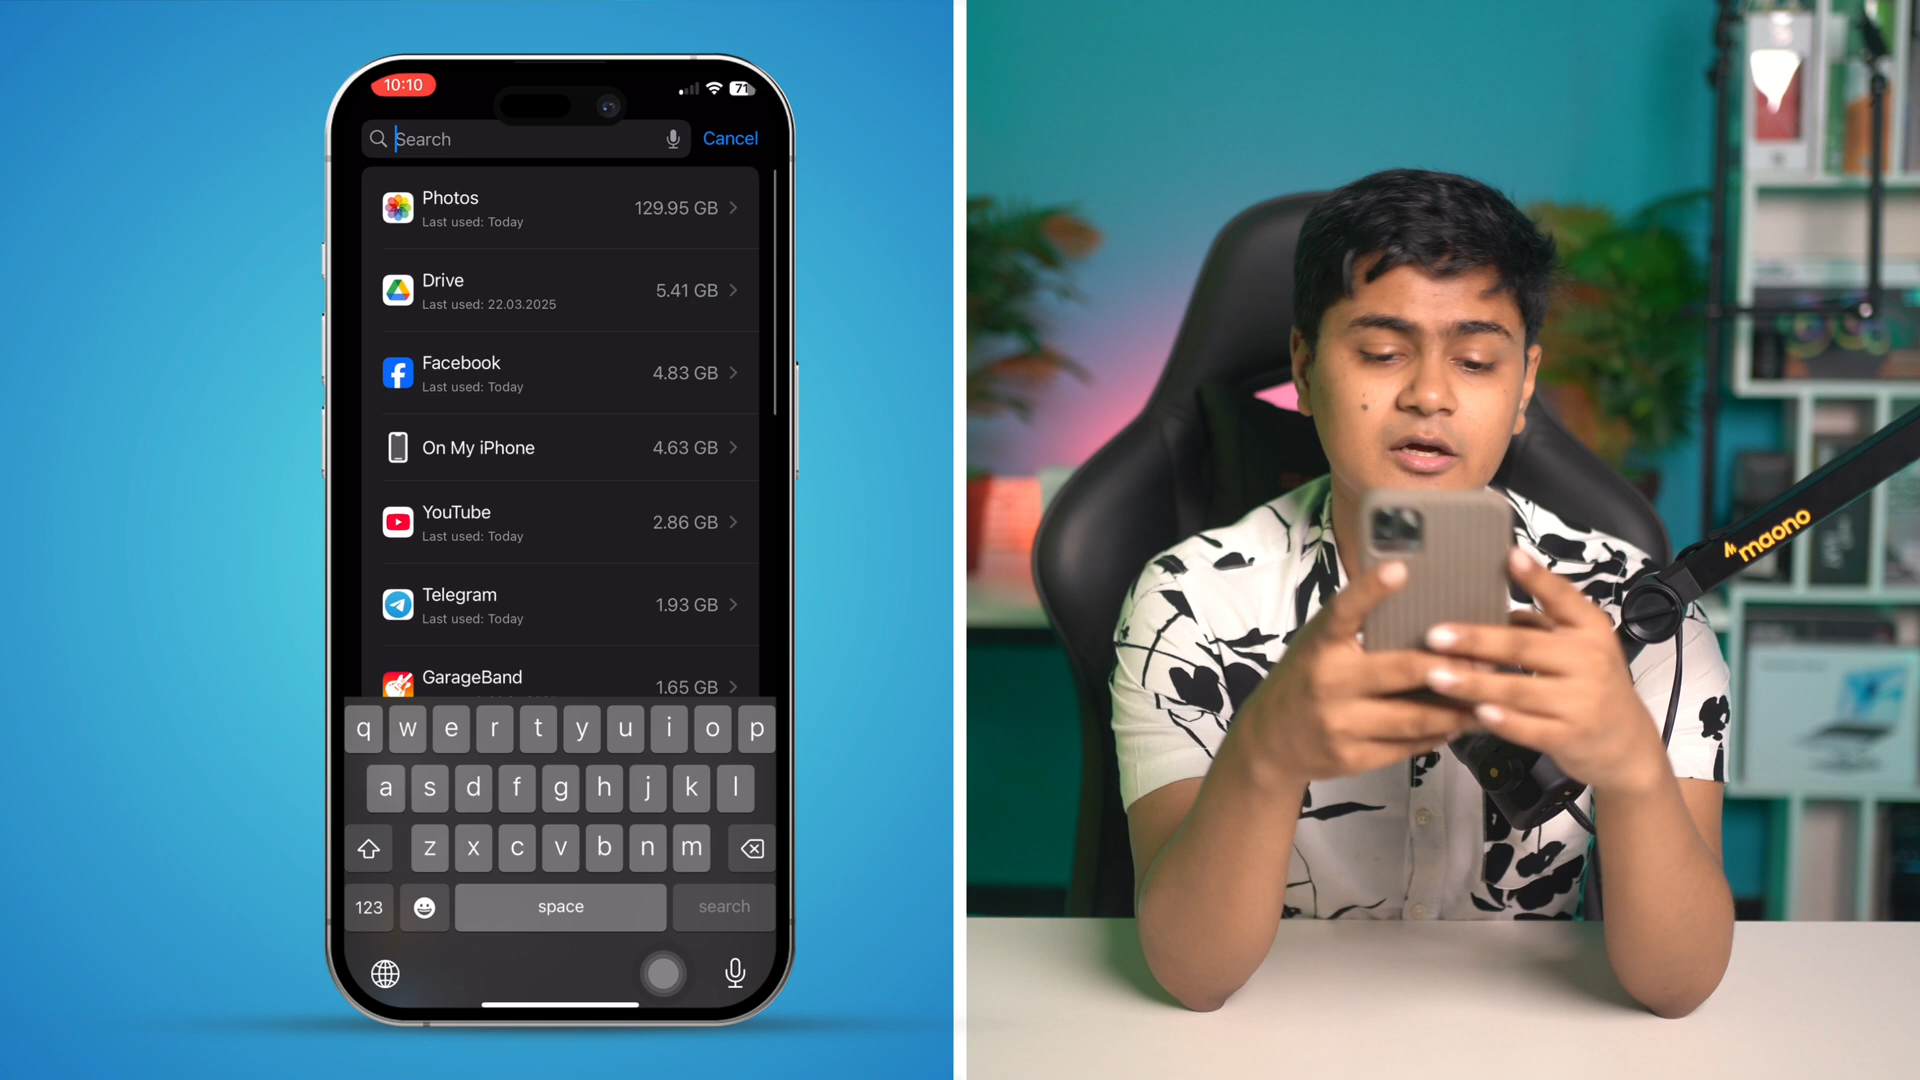 10:10
71
Search
Cancel
Photos
129.95 GB
Last used: Today
Drive
5.41 GB
Last used: 22.03.2025
Facebook
4.83 GB
Last used: Today
On My iPhone
4.63 GB
YouTube
2.86 GB
Last used: Today
Telegram
1.93 GB
Last used: Today
GarageBand
1.65 GB
q w e r t y u i o p
a s d f g h j k l
z x c v b n m
123
space
search
maono